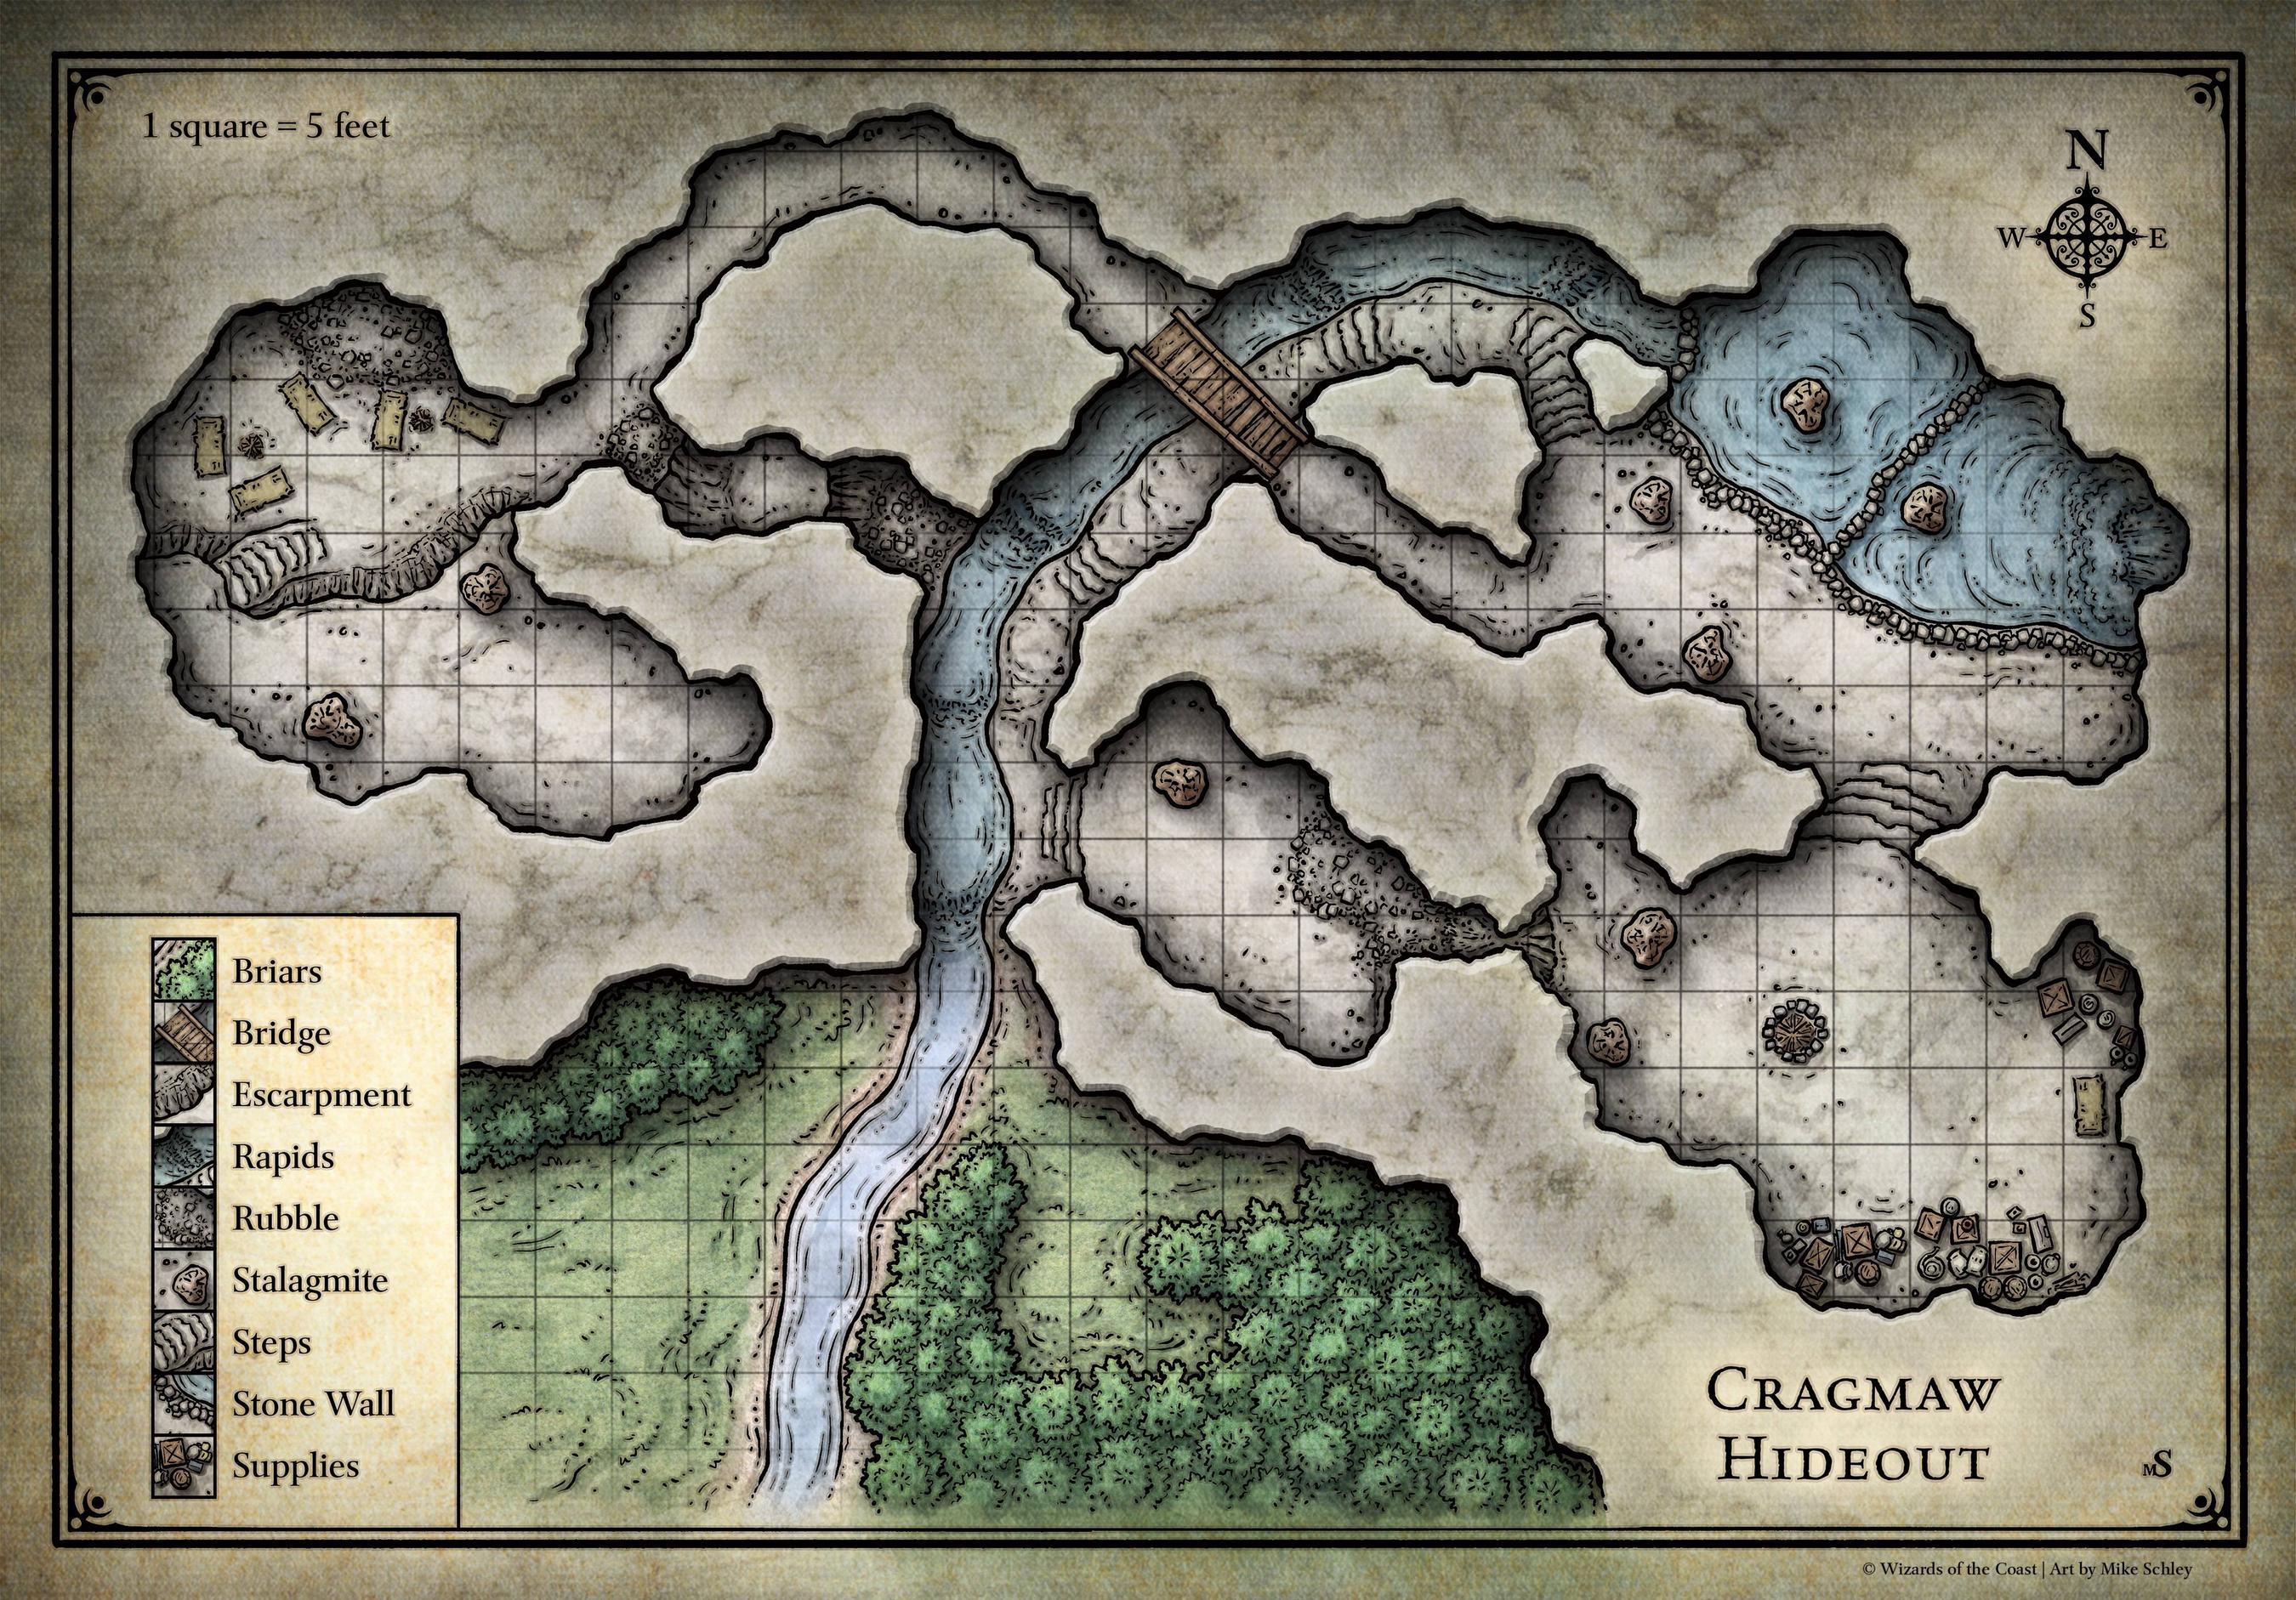 1 square = 5 feet
N
W E
S
Briars
Bridge
Escarpment
Rapids
Rubble
Stalagmite
Steps
Stone Wall
Supplies
Cragmaw
Hideout
MS
© Wizards of the Coast | Art by Mike Schley